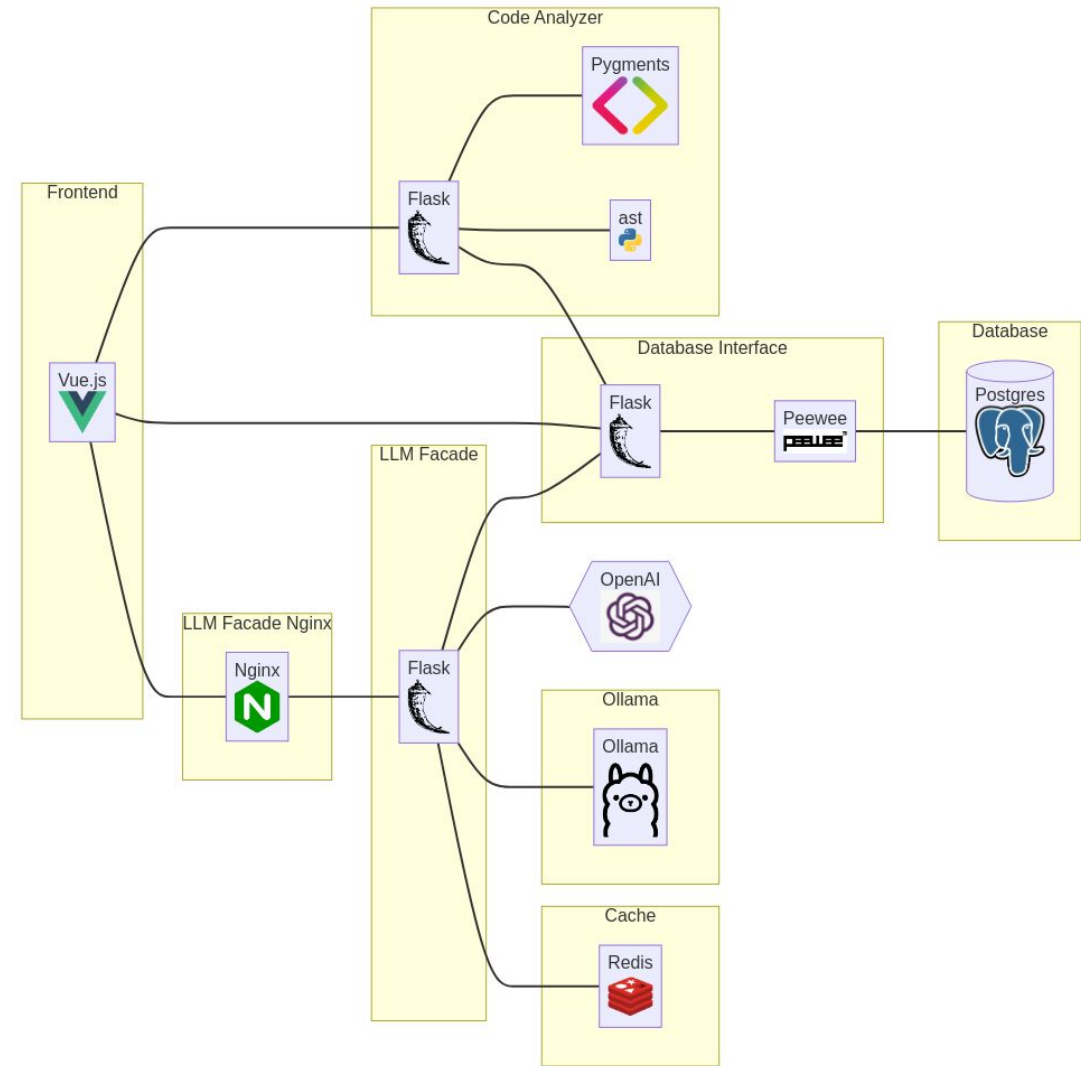 Code Analyzer
Pygments
Frontend
Flask
ast
Database Interface
Database
Vue.js
Flask
Peewee
peewee
Postgres
LLM Facade
OpenAI
LLM Facade Nginx
Nginx
N
Flask
Ollama
Ollama
Cache
Redis